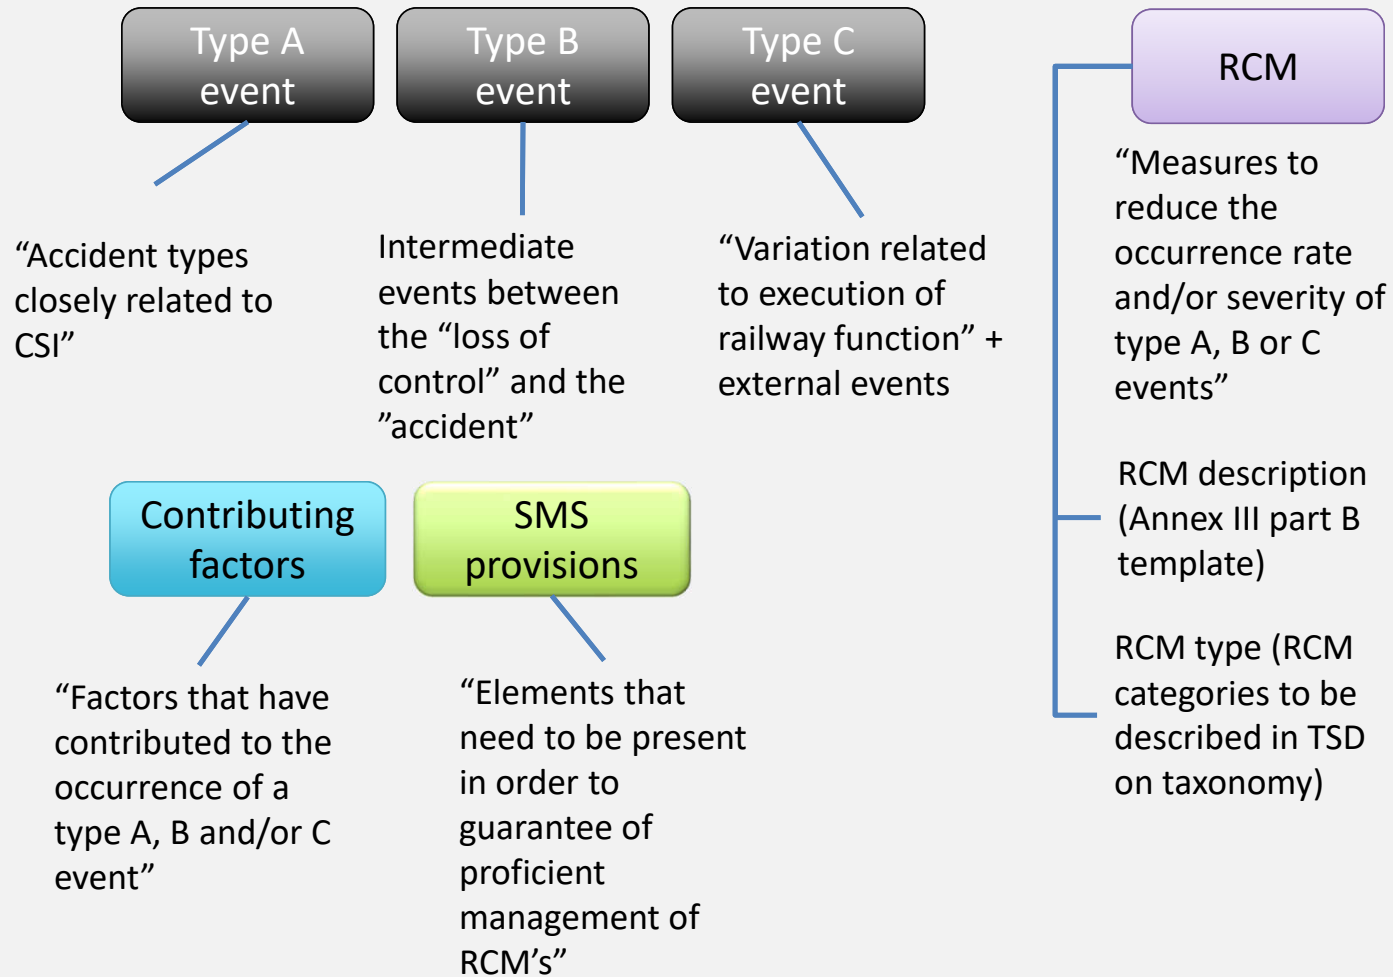 Type A
event
Type B
event
Type C
event
“Accident types
closely related to
CSI”
Intermediate
events between
the “loss of
control” and the
”accident”
“Variation related
to execution of
railway function” +
external events
Contributing
factors
SMS
provisions
“Factors that have
contributed to the
occurrence of a
type A, B and/or C
event”
“Elements that
need to be present
in order to
guarantee of
proficient
management of
RCM’s”
RCM
“Measures to
reduce the
occurrence rate
and/or severity of
type A, B or C
events”
RCM description
(Annex III part B
template)
RCM type (RCM
categories to be
described in TSD
on taxonomy)